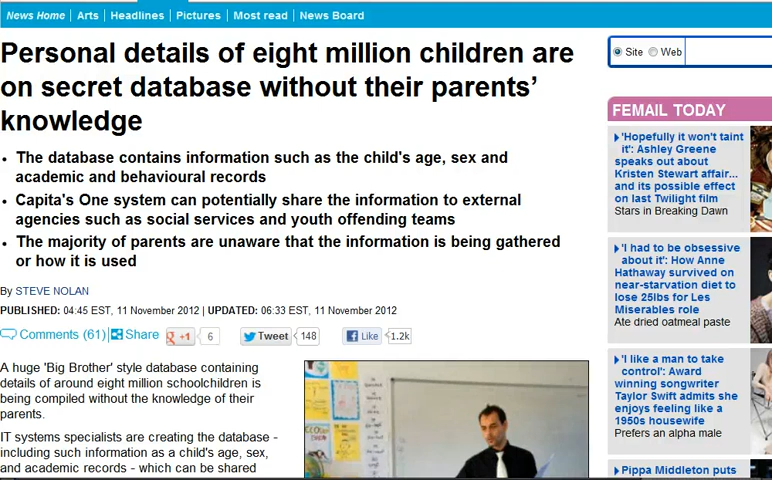 News Home | Arts | Headlines | Pictures | Most read | News Board
Personal details of eight million children are
on secret database without their parents’
knowledge
• The database contains information such as the child's age, sex and
academic and behavioural records
• Capita's One system can potentially share the information to external
agencies such as social services and youth offending teams
• The majority of parents are unaware that the information is being gathered
or how it is used
By STEVE NOLAN
PUBLISHED: 04:45 EST, 11 November 2012 | UPDATED: 06:33 EST, 11 November 2012
Comments (61) Share +1 6 Tweet 148 Like 1.2k
A huge 'Big Brother' style database containing
details of around eight million schoolchildren is
being compiled without the knowledge of their
parents.
IT systems specialists are creating the database -
including such information as a child's age, sex,
and academic records - which can be shared
Site Web
FEMAIL TODAY
'Hopefully it won't taint
it': Ashley Greene
speaks out about
Kristen Stewart affair...
and its possible effect
on last Twilight film
Stars in Breaking Dawn
'I had to be obsessive
about it': How Anne
Hathaway survived on
near-starvation diet to
lose 25lbs for Les
Miserables role
Ate dried oatmeal paste
'I like a man to take
control': Award
winning songwriter
Taylor Swift admits she
enjoys feeling like a
1950s housewife
Prefers an alpha male
Pippa Middleton puts